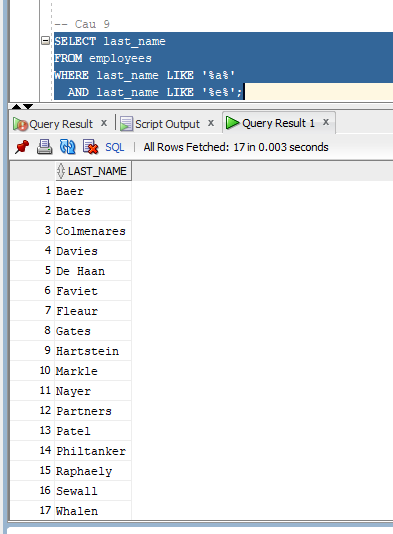 -- Cau 9
SELECT last_name
FROM employees
WHERE last_name LIKE '%a%'
AND last_name LIKE '%e%';
Query Result x Script Output x Query Result 1 x
SQL All Rows Fetched: 17 in 0.003 seconds
LAST_NAME
1 Baer
2 Bates
3 Colmenares
4 Davies
5 De Haan
6 Faviet
7 Fleaur
8 Gates
9 Hartstein
10 Markle
11 Nayer
12 Partners
13 Patel
14 Philtanker
15 Raphaely
16 Sewall
17 Whalen